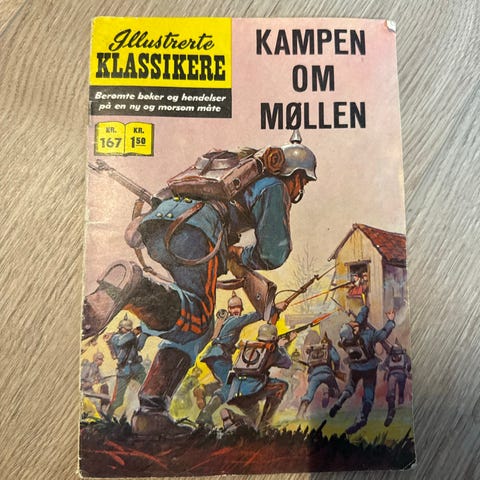 Illustrerte
KLASSIKERE
Berømte bøker og hendelser
på en ny og morsom måte
NR.
167
KR.
1.50
KAMPEN
OM
MØLLEN